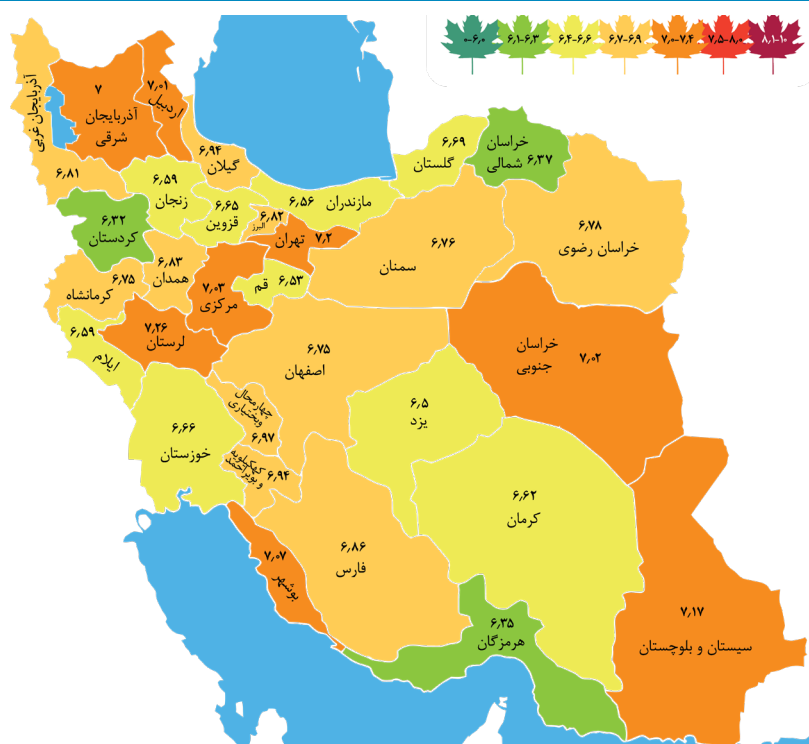 ۰-۶٫۰ ۶٫۱-۶٫۳ ۶٫۴-۶٫۶ ۶٫۷-۶٫۹ ۷٫۰-۷٫۴ ۷٫۵-۸٫۰ ۸٫۱-۱۰
آذربایجان غربی
۶٫۸۱
۷
آذربایجان
شرقی
۷٫۰۱
اردبیل
۶٫۹۴
گیلان
۶٫۵۹
زنجان
۶٫۶۵
قزوین
۶٫۸۲
البرز
۶٫۵۶ مازندران
۶٫۶۹
گلستان
خراسان
شمالی ۶٫۳۷
۶٫۷۸
خراسان رضوی
۶٫۷۶
سمنان
تهران ۷٫۲
۶٫۳۲
کردستان
۶٫۸۳
همدان
۶٫۷۵
کرمانشاه
۷٫۰۳
مرکزی
قم ۶٫۵۳
۷٫۲۶
لرستان
۶٫۵۹
ایلام
۶٫۷۵
اصفهان
خراسان
جنوبی
۷٫۰۲
۶٫۵
یزد
چهارمحال
وبختیاری
۶٫۹۷
کهکیلویه
و بویراحمد
۶٫۹۴
۶٫۶۶
خوزستان
۶٫۶۲
کرمان
۶٫۸۶
فارس
۷٫۰۷
بوشهر
۶٫۳۵
هرمزگان
۷٫۱۷
سیستان و بلوچستان